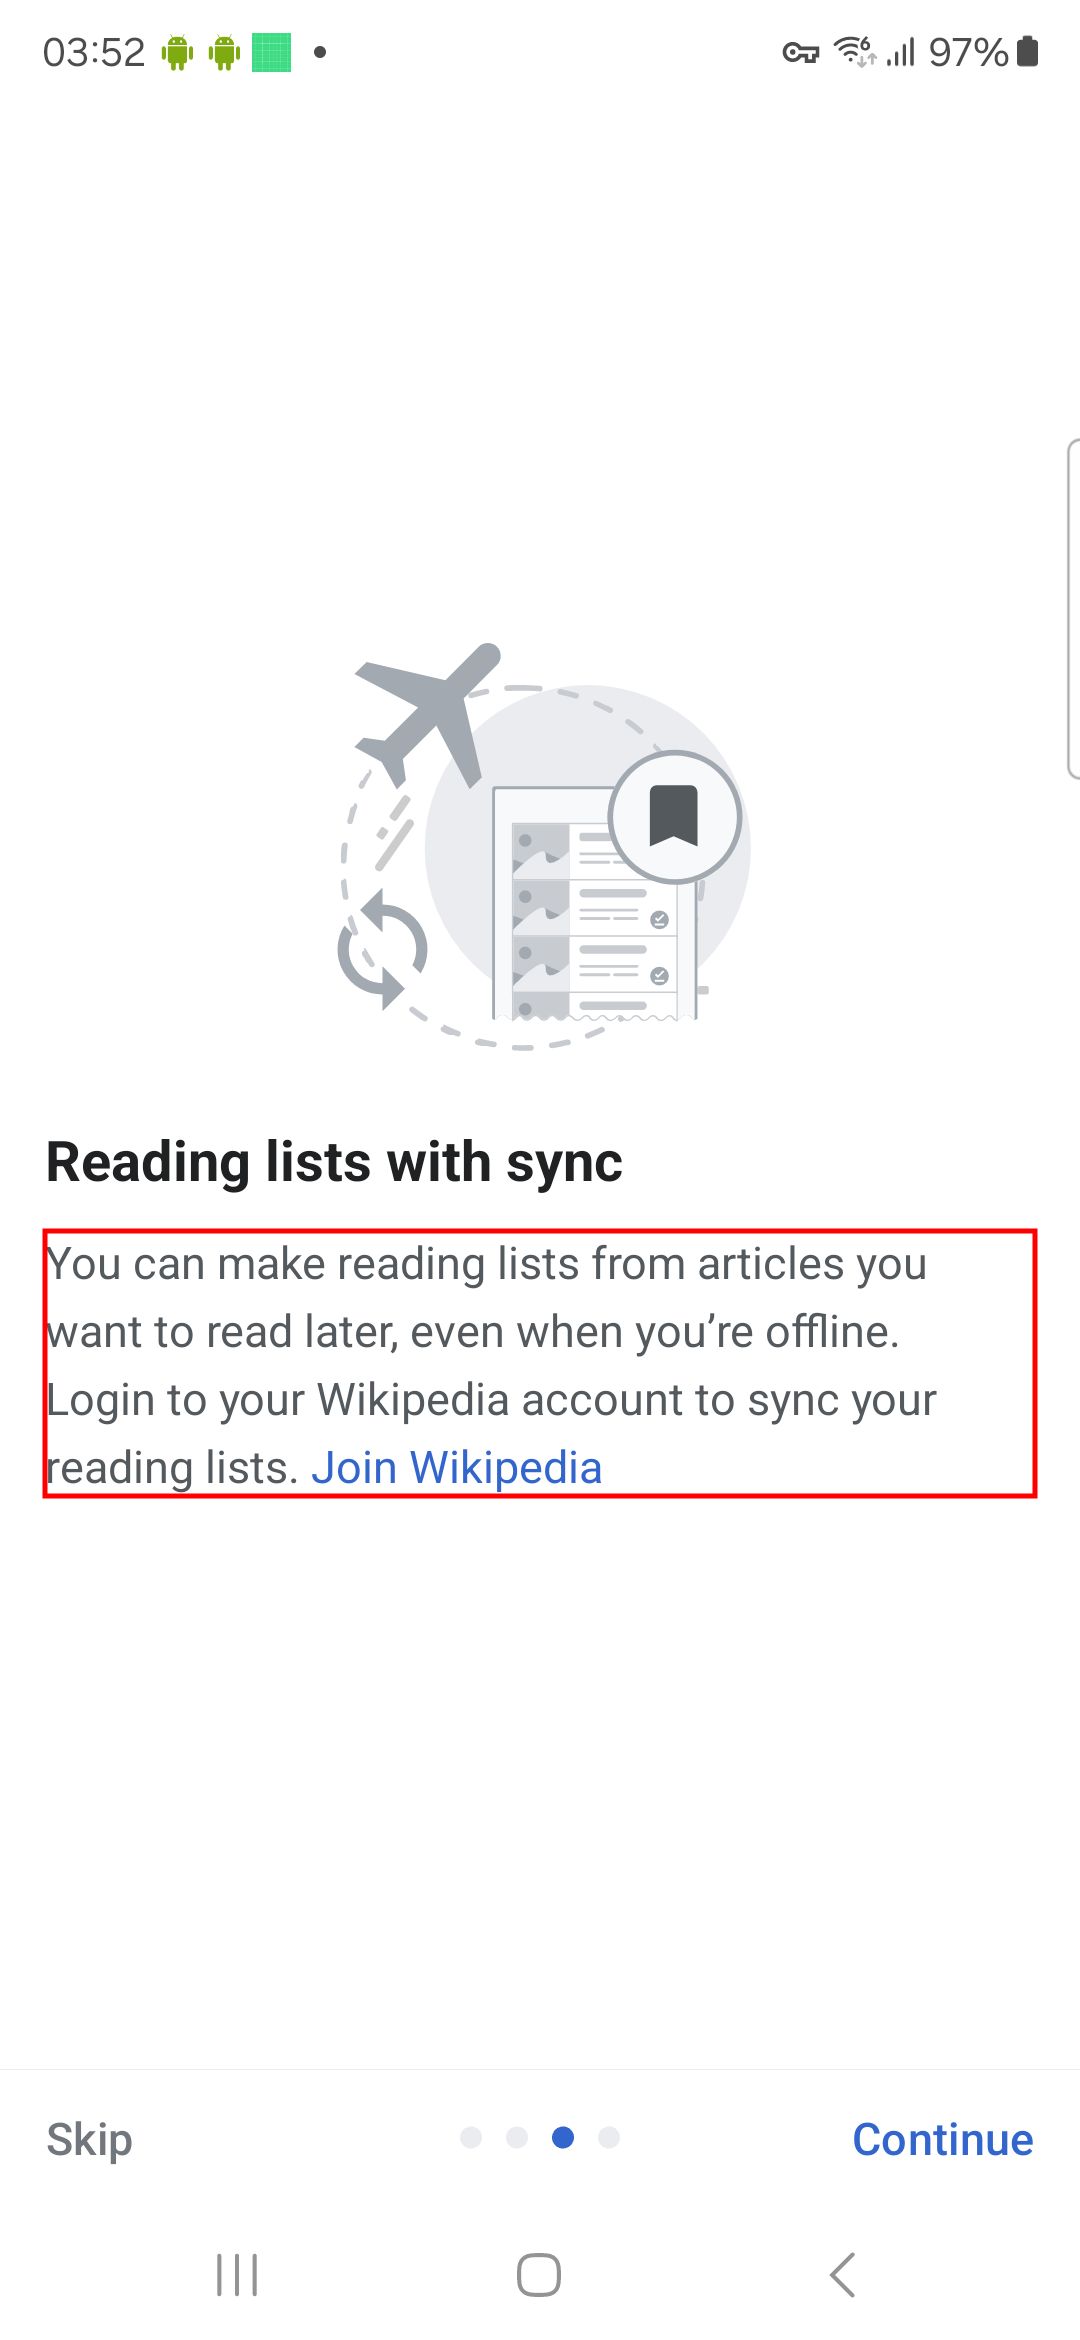 03:52
97%
Reading lists with sync
You can make reading lists from articles you
want to read later, even when you’re offline.
Login to your Wikipedia account to sync your
reading lists. Join Wikipedia
Skip
Continue